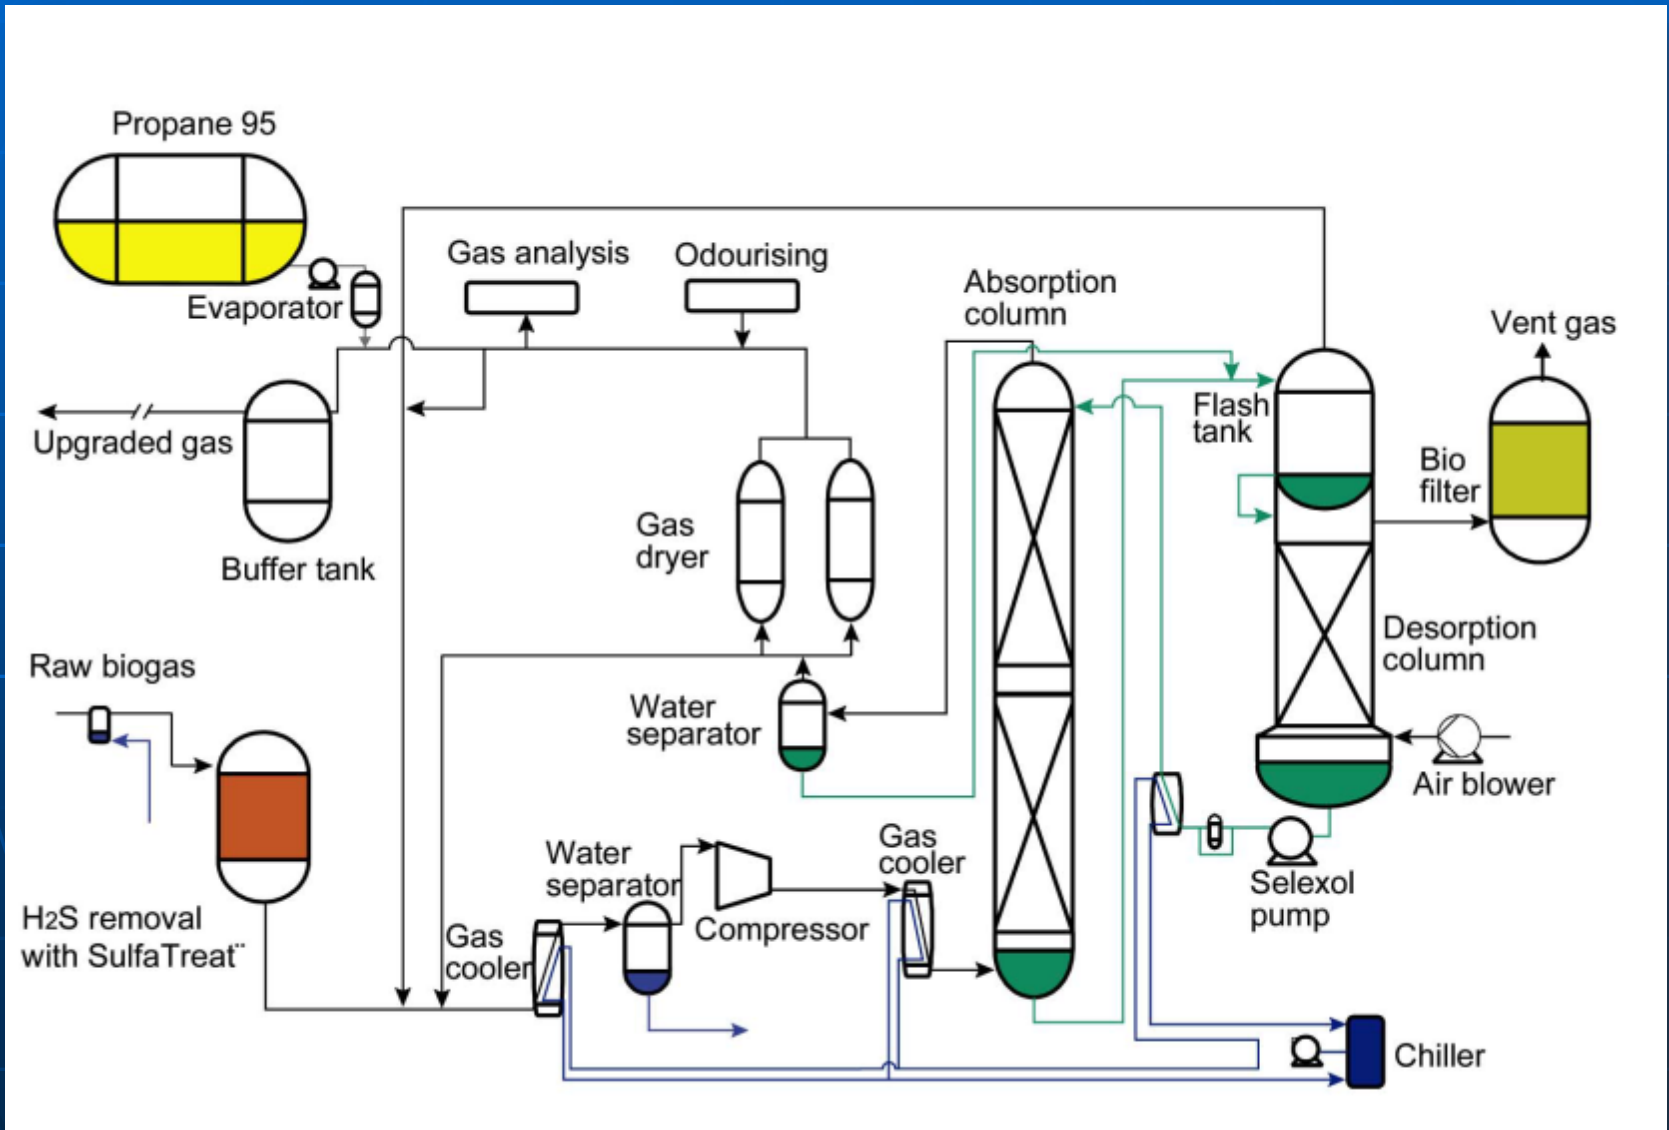 Propane 95
Evaporator
Gas analysis
Odourising
Absorption
column
Vent gas
Flash
tank
Upgraded gas
Bio
filter
Buffer tank
Gas
dryer
Desorption
column
Raw biogas
Water
separator
Air blower
H2S removal
with SulfaTreat¨
Water
separator
Gas
cooler
Compressor
Gas
cooler
Selexol
pump
Chiller